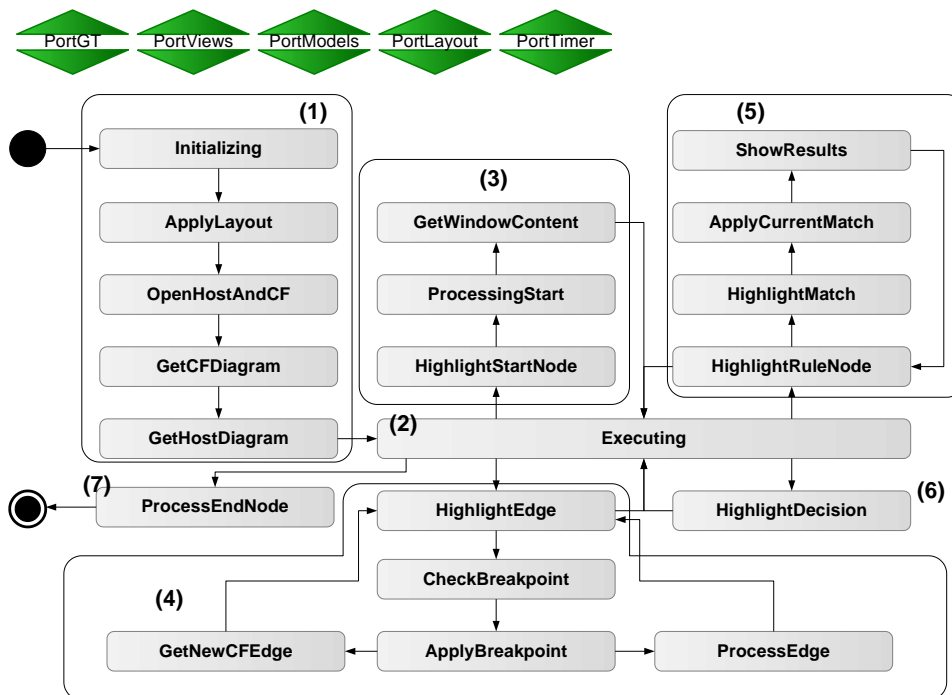 PortGT PortViews PortModels PortLayout PortTimer
(1) (5)
Initializing ShowResults
(3)
ApplyLayout GetWindowContent ApplyCurrentMatch
OpenHostAndCF ProcessingStart HighlightMatch
GetCFDiagram HighlightStartNode HighlightRuleNode
GetHostDiagram (2) Executing
(7) (6)
ProcessEndNode HighlightEdge HighlightDecision
CheckBreakpoint
(4)
GetNewCFEdge ApplyBreakpoint ProcessEdge